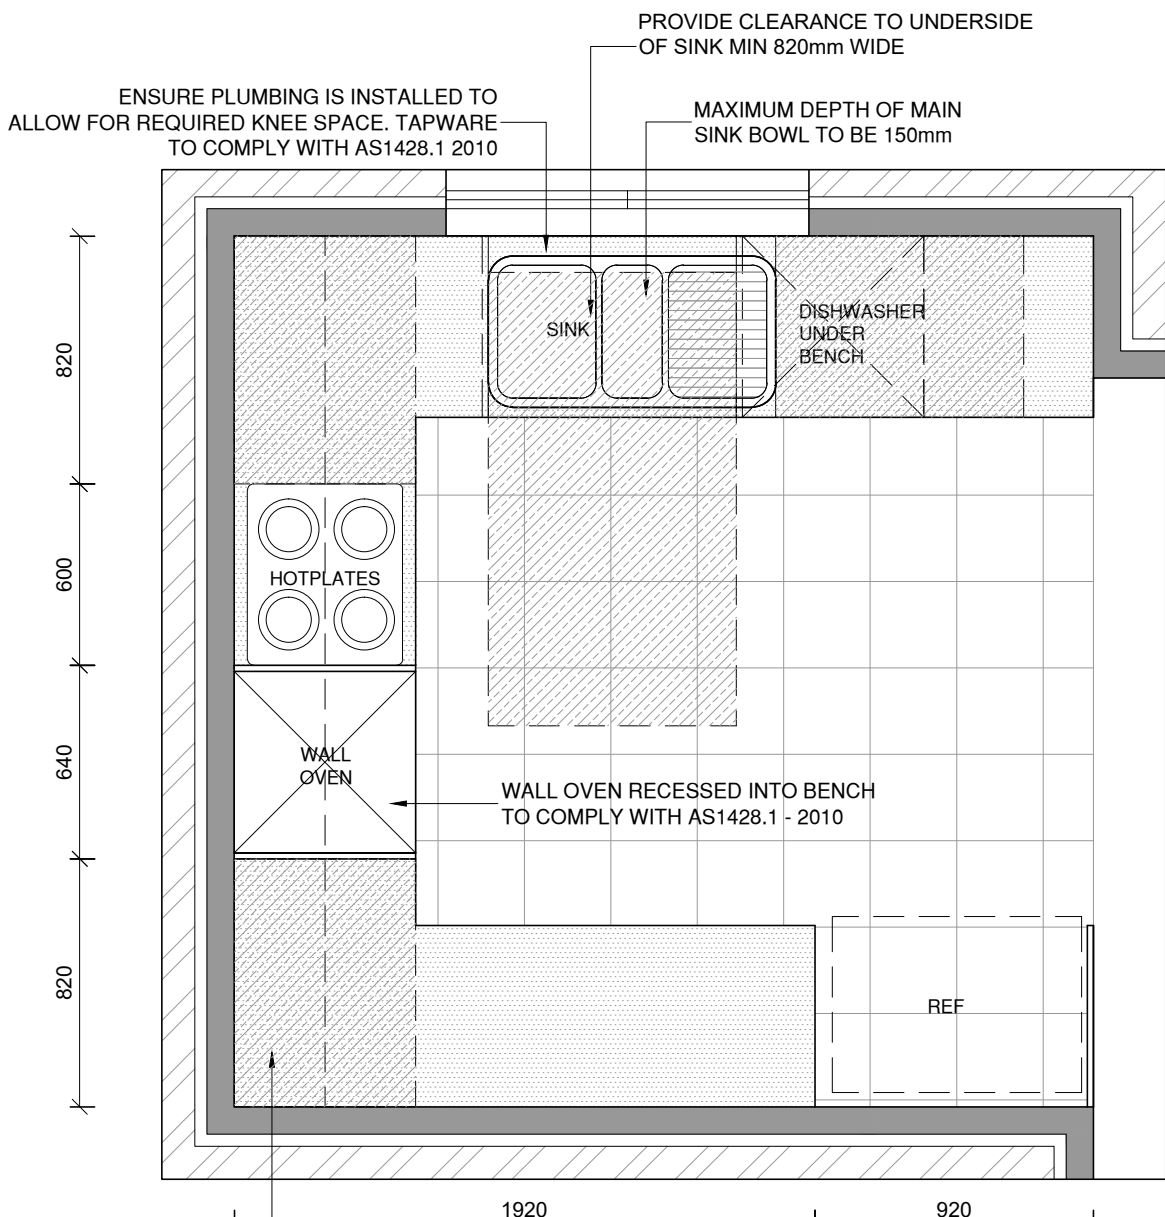 PROVIDE CLEARANCE TO UNDERSIDE
OF SINK MIN 820mm WIDE
ENSURE PLUMBING IS INSTALLED TO
ALLOW FOR REQUIRED KNEE SPACE. TAPWARE
TO COMPLY WITH AS1428.1 2010
MAXIMUM DEPTH OF MAIN
SINK BOWL TO BE 150mm
SINK
DISHWASHER
UNDER
BENCH
820
600
HOTPLATES
640
WALL
OVEN
WALL OVEN RECESSED INTO BENCH
TO COMPLY WITH AS1428.1 - 2010
820
REF
1920
920